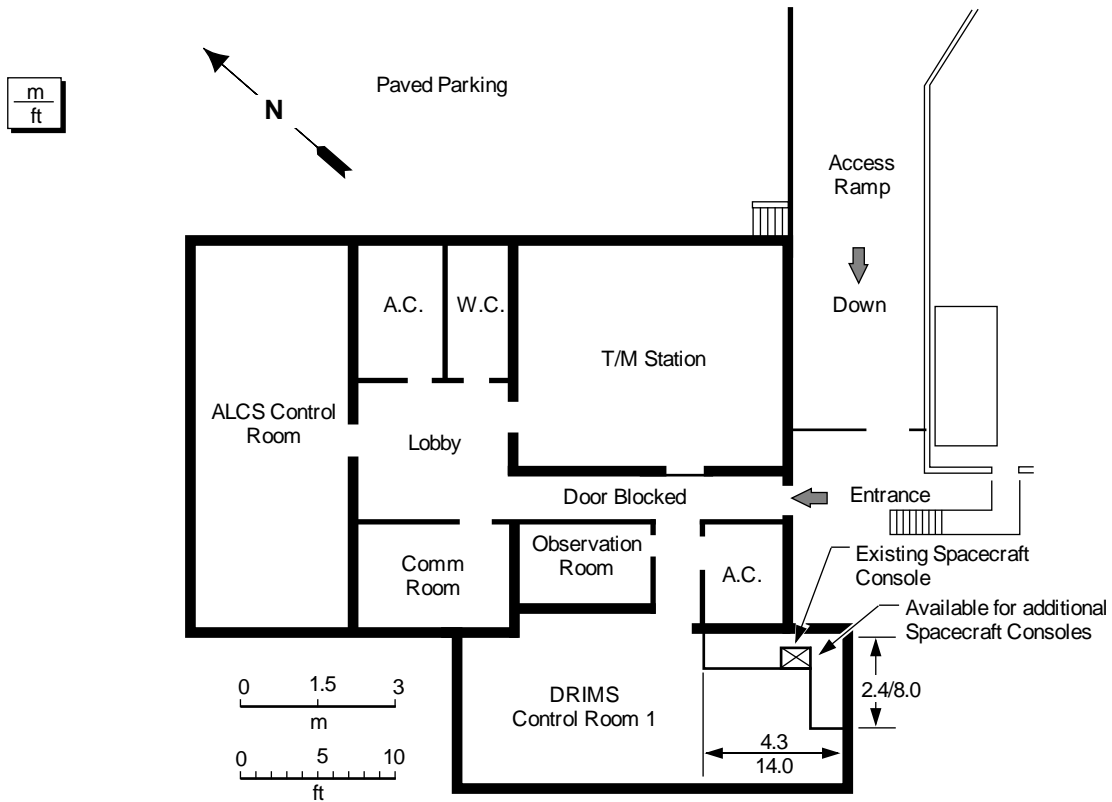 m
ft
N
Paved Parking
Access
Ramp
Down
A.C.
W.C.
T/M Station
ALCS Control
Room
Lobby
Door Blocked
Entrance
Comm
Room
Observation
Room
A.C.
Existing Spacecraft
Console
Available for additional
Spacecraft Consoles
2.4/8.0
DRIMS
Control Room 1
4.3
14.0
0 1.5 3
m
0 5 10
ft